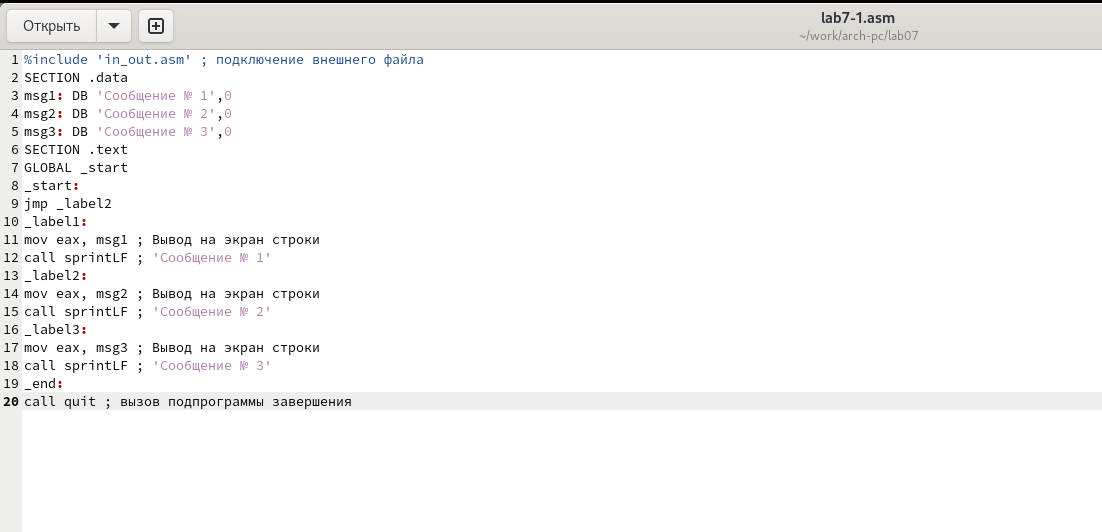 Открыть
lab7-1.asm
~/work/arch-pc/lab07
1 %include 'in_out.asm' ; подключение внешнего файла
2 SECTION .data
3 msg1: DB 'Сообщение № 1',0
4 msg2: DB 'Сообщение № 2',0
5 msg3: DB 'Сообщение № 3',0
6 SECTION .text
7 GLOBAL _start
8 _start:
9 jmp _label2
10 _label1:
11 mov eax, msg1 ; Вывод на экран строки
12 call sprintLF ; 'Сообщение № 1'
13 _label2:
14 mov eax, msg2 ; Вывод на экран строки
15 call sprintLF ; 'Сообщение № 2'
16 _label3:
17 mov eax, msg3 ; Вывод на экран строки
18 call sprintLF ; 'Сообщение № 3'
19 _end:
20 call quit ; вызов подпрограммы завершения